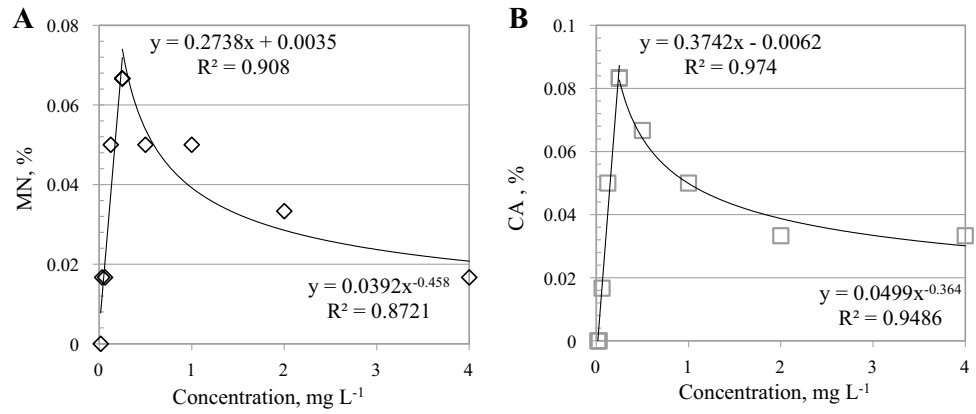 A
MN, %
0.08
0.06
0.04
0.02
0
y = 0.2738x + 0.0035
R² = 0.908
y = 0.0392x^-0.458
R² = 0.8721
0 1 2 3 4
Concentration, mg L^-1
B
CA , %
0.1
0.08
0.06
0.04
0.02
0
y = 0.3742x - 0.0062
R² = 0.974
y = 0.0499x^-0.364
R² = 0.9486
0 1 2 3 4
Concentration, mg L^-1